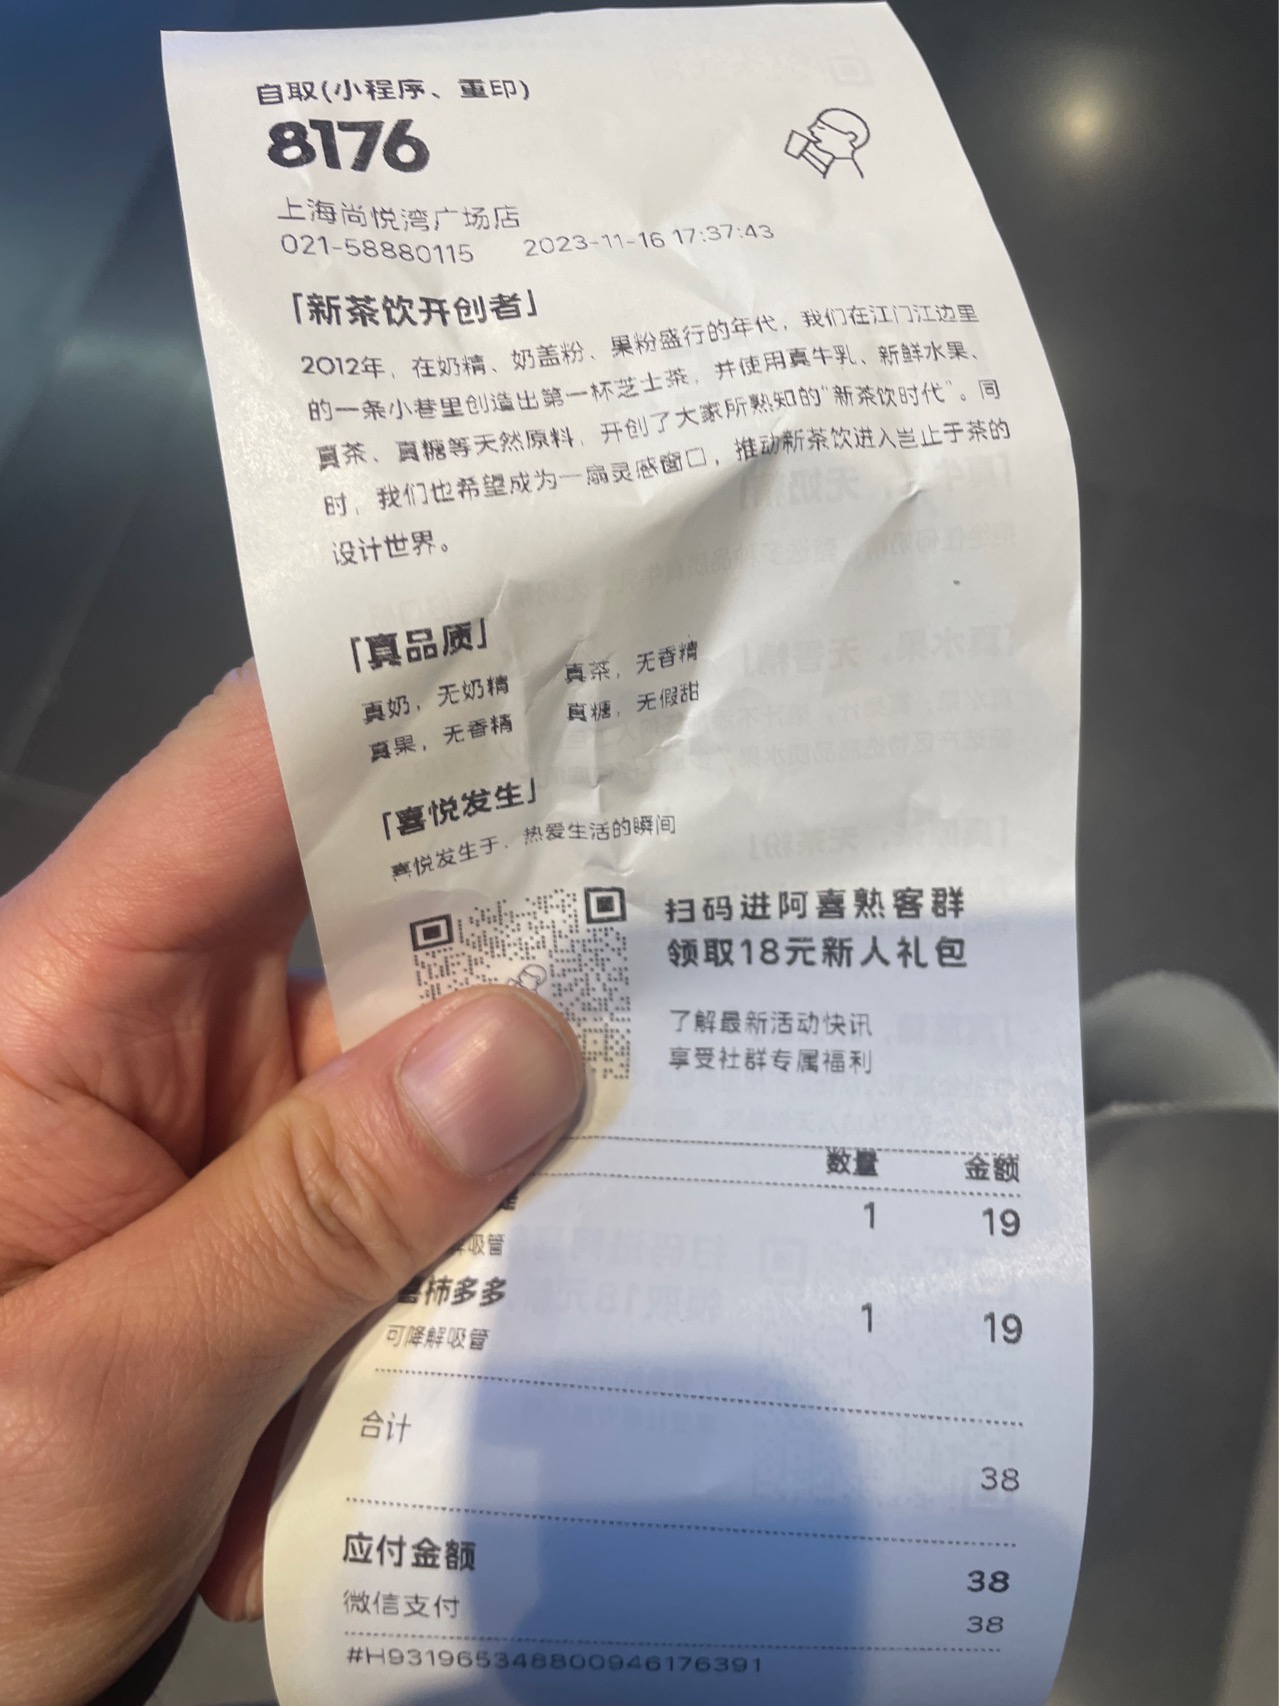 自取(小程序、重印)
8176
上海尚悦湾广场店
021-58880115 2023-11-16 17:37:43
「新茶饮开创者」
2012年，在奶精、奶盖粉、果粉盛行的年代，我们在江门江边里
的一条小巷里创造出第一杯芝士茶，并使用真牛乳、新鲜水果、
真茶、真糖等天然原料，开创了大家所熟知的“新茶饮时代”。同
时，我们也希望成为一扇灵感窗口，推动新茶饮进入岂止于茶的
设计世界。
「真品质」
真奶，无奶精 真茶，无香精
真果，无香精 真糖，无假甜
「喜悦发生」
喜悦发生于，热爱生活的瞬间
扫码进阿喜熟客群
领取18元新人礼包
了解最新活动快讯
享受社群专属福利
数量 金额
1 19
解吸管
喜柿多多 1 19
可降解吸管
合计 38
应付金额 38
微信支付 38
#H9319653488009461763​91